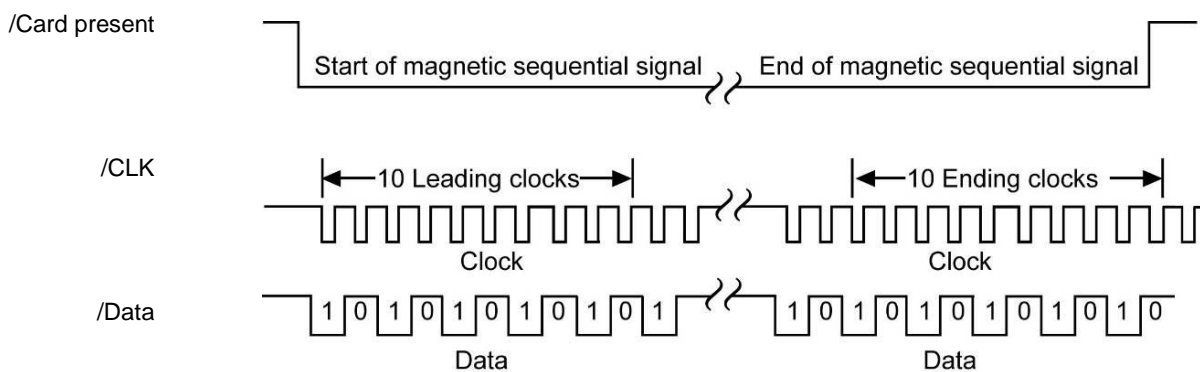 /Card present
Start of magnetic sequential signal End of magnetic sequential signal
/CLK
10 Leading clocks 10 Ending clocks
Clock Clock
/Data
1 0 1 0 1 0 1 0 1 0 1 1 0 1 0 1 0 1 0 1 0 1 0
Data Data